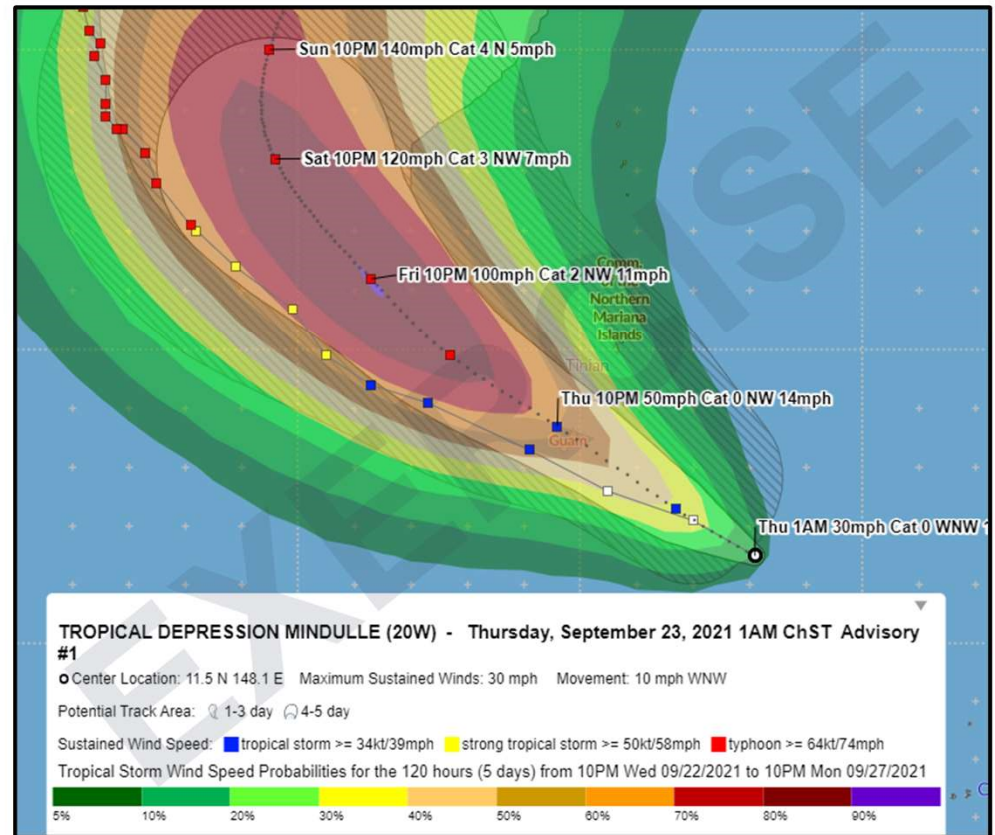 Sun 10PM 140mph Cat 4 N 5mph
Sat 10PM 120mph Cat 3 NW 7mph
Fri 10PM 100mph Cat 2 NW 11mph
Comm.
of the
Northern
Mariana
Islands
Tinian
Thu 10PM 50mph Cat 0 NW 14mph
Guam
Thu 1AM 30mph Cat 0 WNW 1
EXERCISE
TROPICAL DEPRESSION MINDULLE (20W) - Thursday, September 23, 2021 1AM ChST Advisory
#1
Center Location: 11.5 N 148.1 E Maximum Sustained Winds: 30 mph Movement: 10 mph WNW
Potential Track Area: 1-3 day 4-5 day
Sustained Wind Speed: tropical storm >= 34kt/39mph strong tropical storm >= 50kt/58mph typhoon >= 64kt/74mph
Tropical Storm Wind Speed Probabilities for the 120 hours (5 days) from 10PM Wed 09/22/2021 to 10PM Mon 09/27/2021
5% 10% 20% 30% 40% 50% 60% 70% 80% 90%